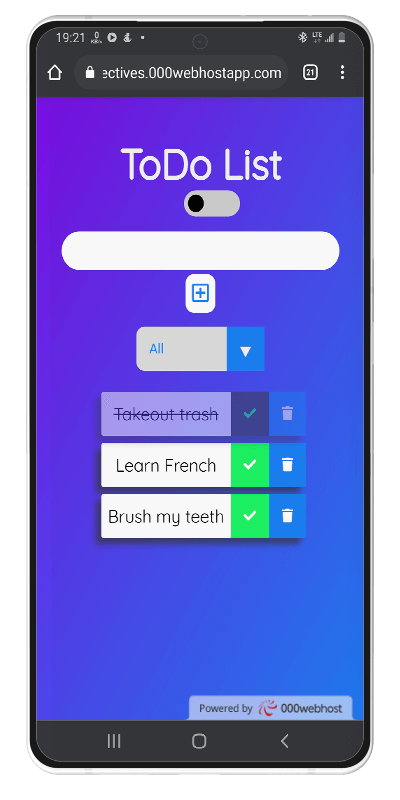 19:21 0 KB/s LTE
ectives.000webhostapp.com 21
ToDo List
All
Takeout trash
Learn French
Brush my teeth
Powered by 000webhost